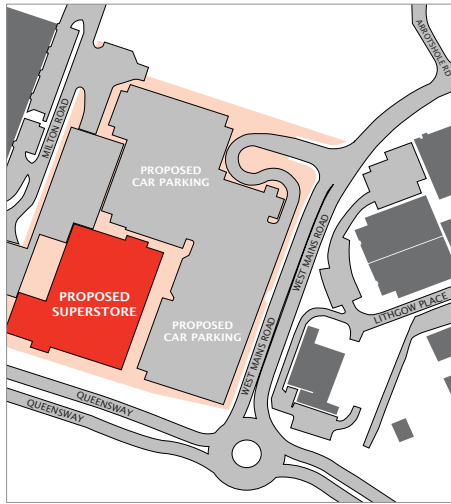 ARROTSHOLE RD
MILTON ROAD
PROPOSED
CAR PARKING
WEST MAINS ROAD
PROPOSED
SUPERSTORE
LITHGOW PLACE
PROPOSED
CAR PARKING
WEST MAINS ROAD
QUEENSWAY
QUEENSWAY